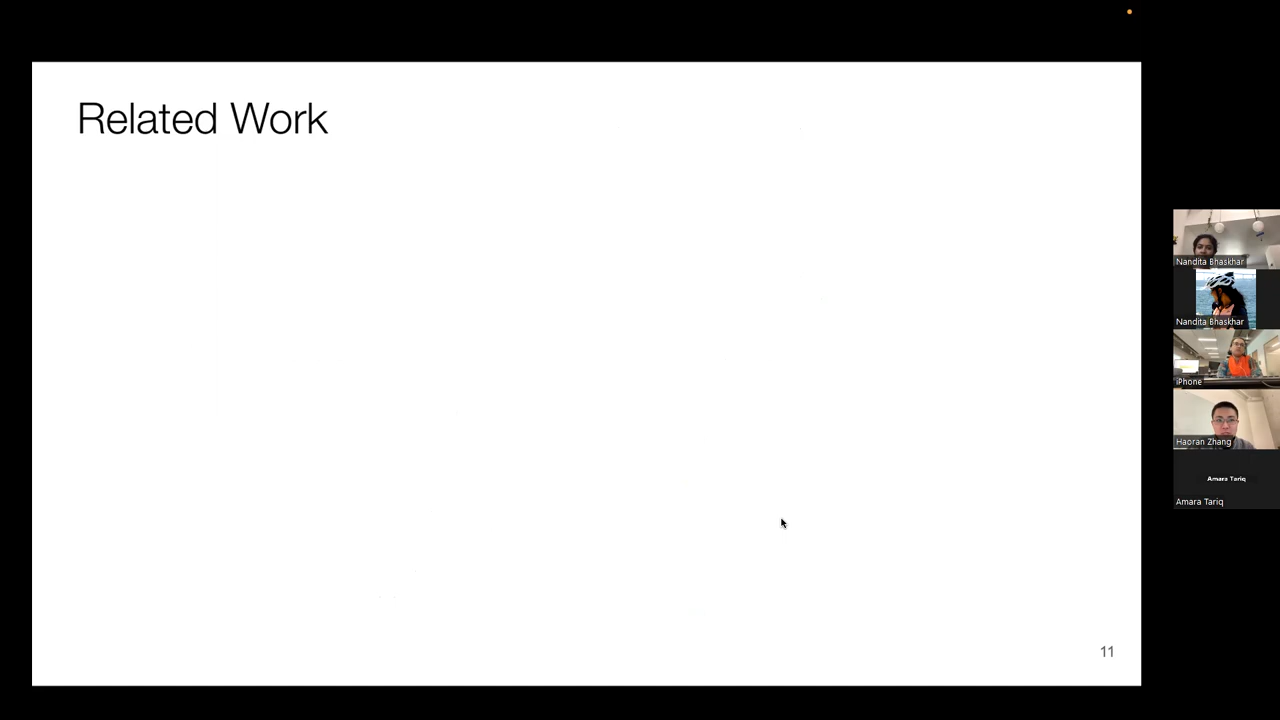 Related Work
11
Nandita Bhaskhar
Nandita Bhaskhar
iPhone
Haoran Zhang
Amara Tariq
Amara Tariq